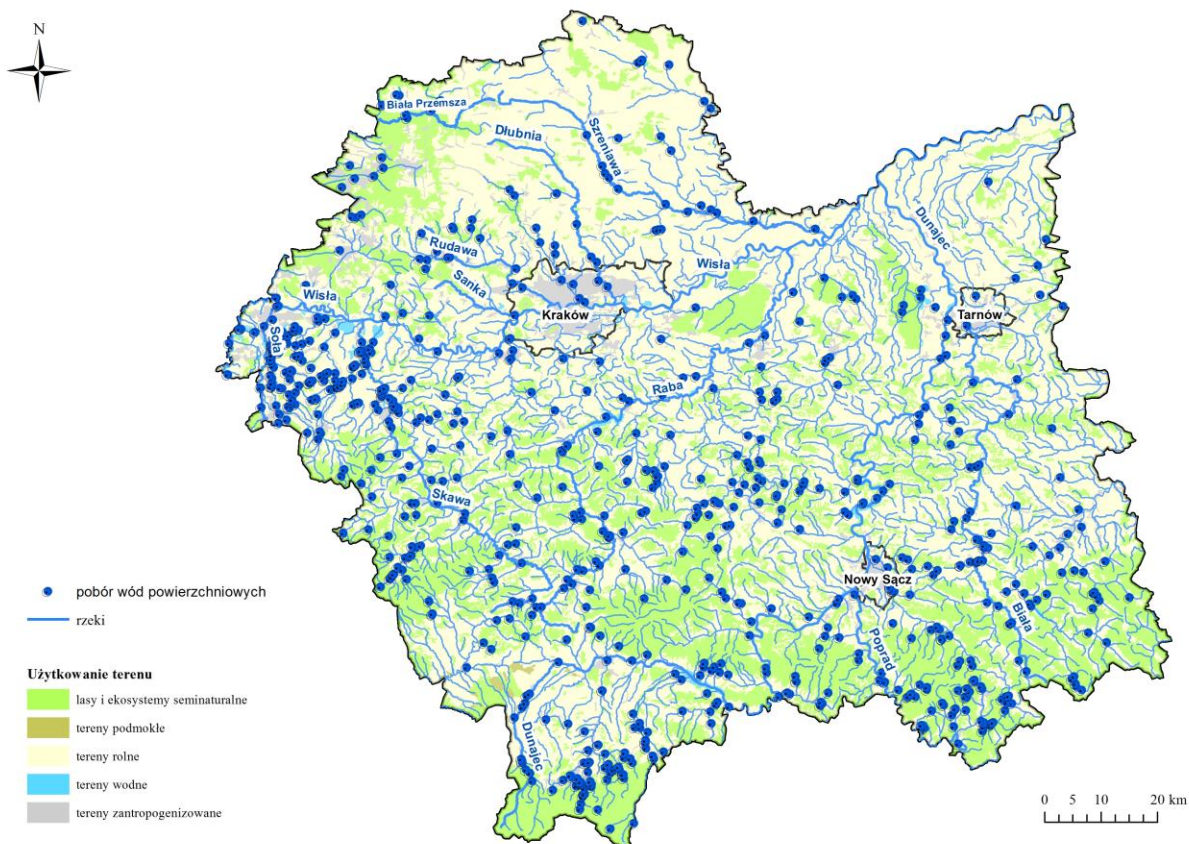 N
Biała Przemsza
Dłubnia
Szreniawa
Dunajec
Rudawa
Sanka
Wisła
Wisła
Kraków
Tarnów
Soła
Raba
Skawa
Nowy Sącz
Poprad
Biała
Dunajec
pobór wód powierzchniowych
rzeki
Użytkowanie terenu
lasy i ekosystemy seminaturalne
tereny podmokłe
tereny rolne
tereny wodne
tereny zantropogenizowane
0 5 10 20 km